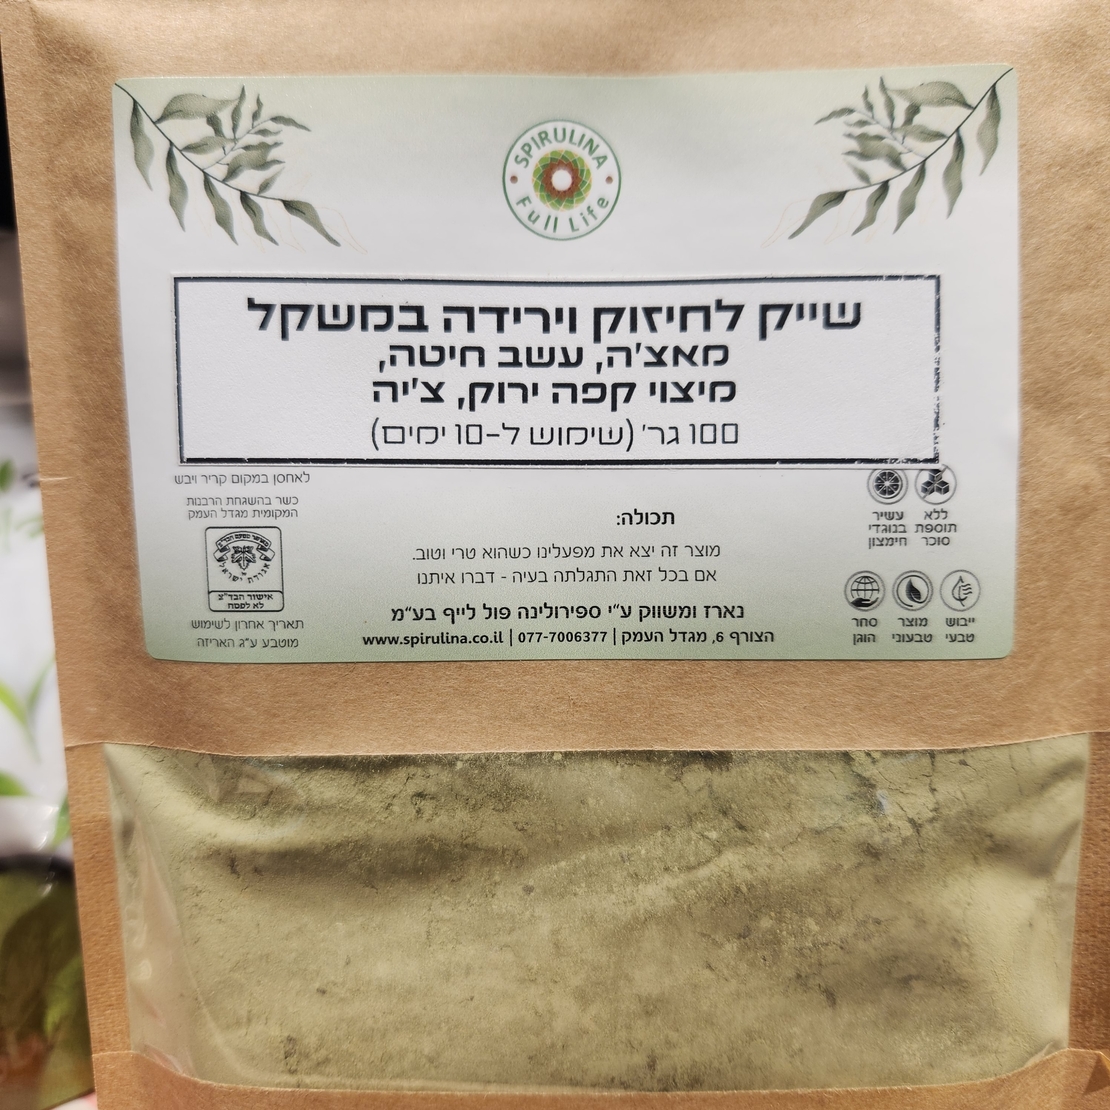 SPIRULINA
Full Life
שייק לחיזוק וירידה במשקל
מאצ'ה, עשב חיטה,
מיצוי קפה ירוק, צ'יה
100 גר' (שימוש ל-10 ימים)
לאחסן במקום קריר ויבש
כשר בהשגחת הרבנות
המקומית מגדל העמק
אגודת ישראל
אישור הבד"צ
לא לפסח
תאריך אחרון לשימוש
מוטבע ע"ג האריזה
תכולה:
מוצר זה יצא את מפעלינו כשהוא טרי וטוב.
אם בכל זאת התגלתה בעיה - דברו איתנו
נארז ומשווק ע"י ספירולינה פול לייף בע"מ
הצורף 6, מגדל העמק | 077-7006377 | www.spirulina.co.il
ללא תוספת סוכר
עשיר בנוגדי חימצון
ייבוש טבעי
מוצר טבעוני
סחר הוגן